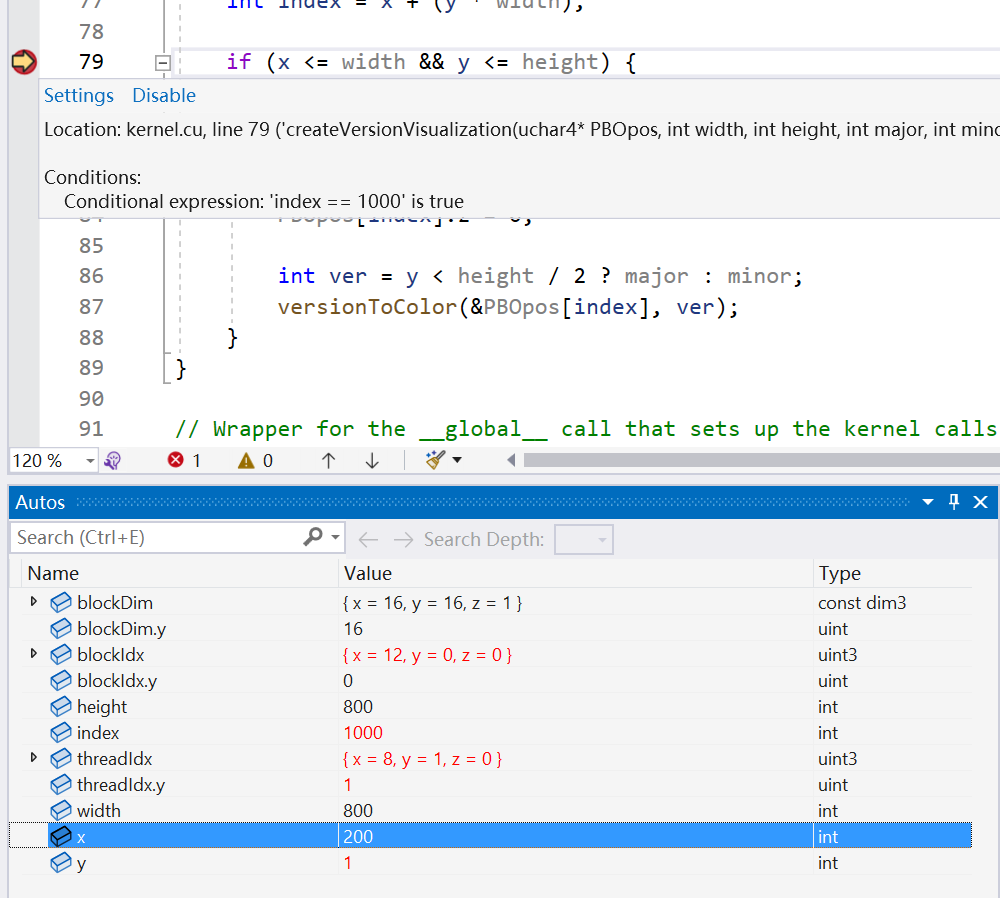 77 int index = x + (y * width);
78
79 if (x <= width && y <= height) {
Settings Disable
Location: kernel.cu, line 79 ('createVersionVisualization(uchar4* PBOpos, int width, int height, int major, int mino
Conditions:
Conditional expression: 'index == 1000' is true
84 PBOpos[index].z = 0;
85
86 int ver = y < height / 2 ? major : minor;
87 versionToColor(&PBOpos[index], ver);
88 }
89 }
90
91 // Wrapper for the __global__ call that sets up the kernel calls
120 % 1 0
Autos
Search (Ctrl+E) Search Depth:
Name Value Type
blockDim { x = 16, y = 16, z = 1 } const dim3
blockDim.y 16 uint
blockIdx { x = 12, y = 0, z = 0 } uint3
blockIdx.y 0 uint
height 800 int
index 1000 int
threadIdx { x = 8, y = 1, z = 0 } uint3
threadIdx.y 1 uint
width 800 int
x 200 int
y 1 int